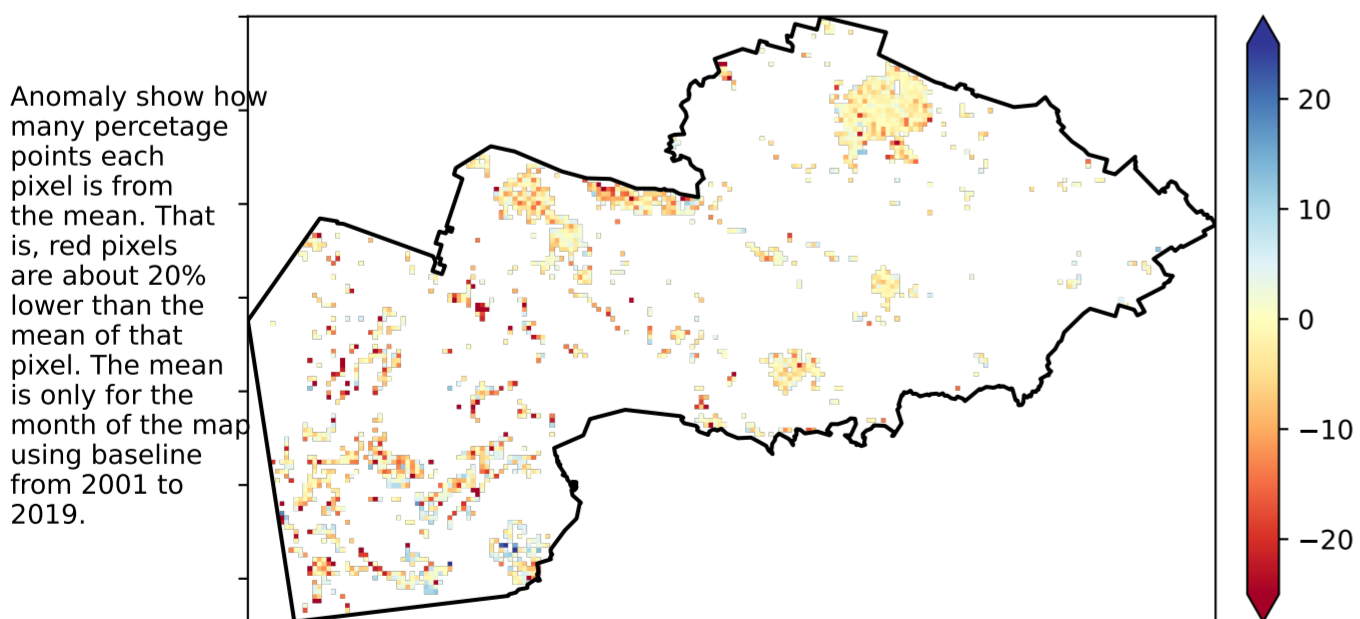 Anomaly show how
many percetage
points each
pixel is from
the mean. That
is, red pixels
are about 20%
lower than the
mean of that
pixel. The mean
is only for the
month of the map
using baseline
from 2001 to
2019.
20
10
0
−10
−20